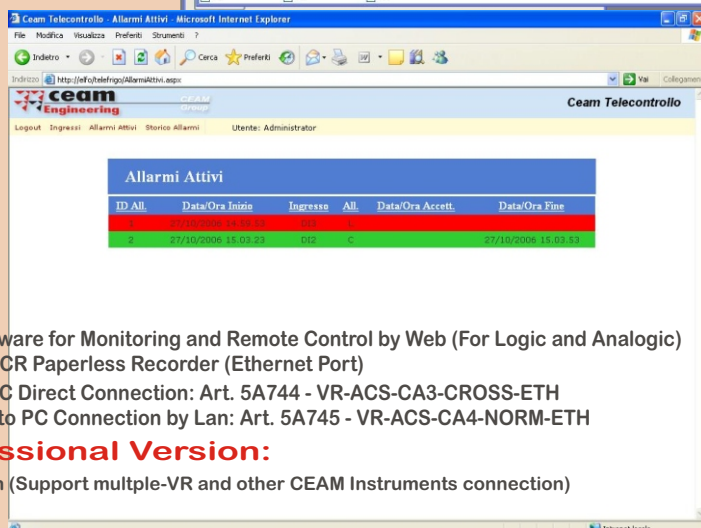 Ceam Telecontrollo - Allarmi Attivi - Microsoft Internet Explorer
File Modifica Visualizza Preferiti Strumenti ?
Indietro Cerca Preferiti
Indirizzo http://elfo/telefrigo/AllarmiAttivi.aspx Vai Collegamen
ceam
Engineering
CEAM
Group
Ceam Telecontrollo
Logout Ingressi Allarmi Attivi Storico Allarmi Utente: Administrator
Allarmi Attivi
ID All. Data/Ora Inizio Ingresso All. Data/Ora Accett. Data/Ora Fine
1 27/10/2006 L
2 27/10/2006 15.03.23 DI2 C 27/10/2006 15.03.53
ware for Monitoring and Remote Control by Web (For Logic and Analogic)
CR Paperless Recorder (Ethernet Port)
C Direct Connection: Art. 5A744 - VR-ACS-CA3-CROSS-ETH
to PC Connection by Lan: Art. 5A745 - VR-ACS-CA4-NORM-ETH
ssional Version:
(Support multple-VR and other CEAM Instruments connection)